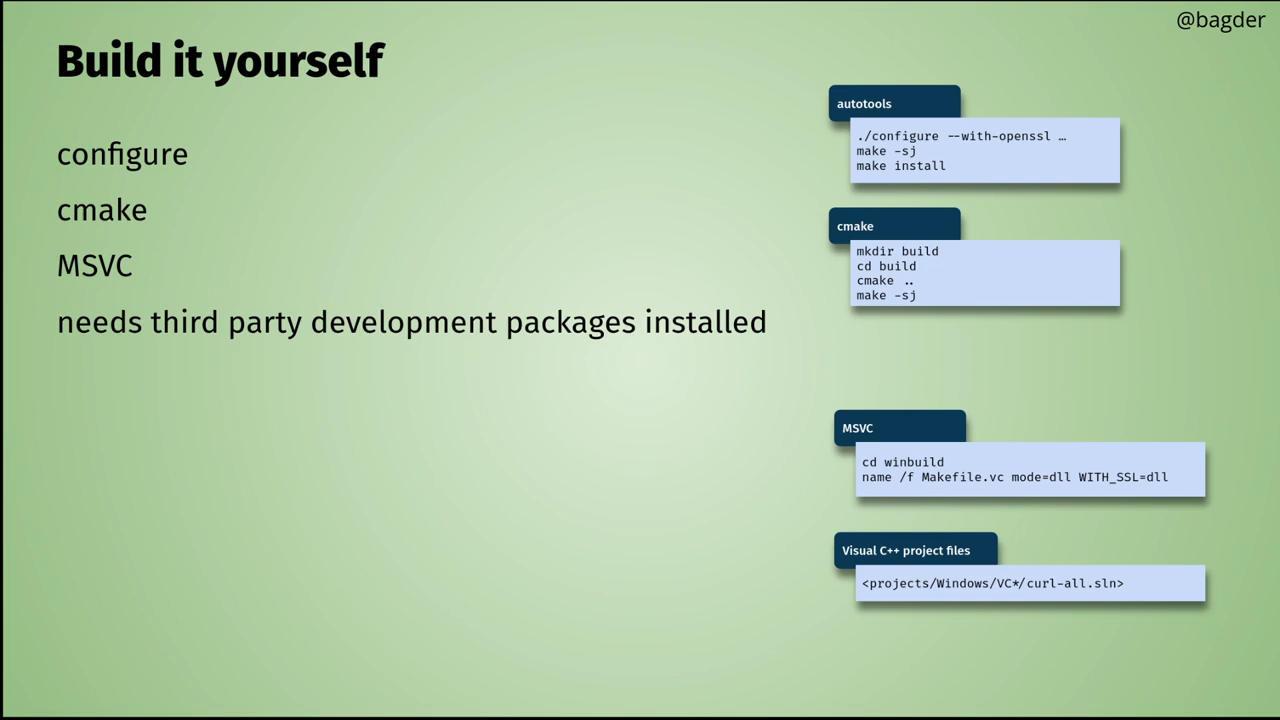 @bagder
Build it yourself
configure
cmake
MSVC
needs third party development packages installed
autotools
./configure --with-openssl …
make -sj
make install
cmake
mkdir build
cd build
cmake ..
make -sj
MSVC
cd winbuild
name /f Makefile.vc mode=dll WITH_SSL=dll
Visual C++ project files
<projects/Windows/VC*/curl-all.sln>